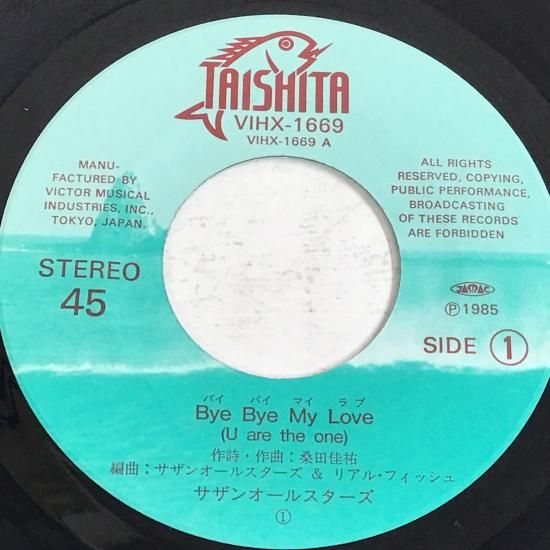 TAISHITA
VIHX-1669
VIHX-1669 A
MANU-
FACTURED BY
VICTOR MUSICAL
INDUSTRIES, INC.,
TOKYO, JAPAN.
ALL RIGHTS
RESERVED, COPYING,
PUBLIC PERFORMANCE,
BROADCASTING
OF THESE RECORDS
ARE FORBIDDEN
STEREO
45
JASRAC
Ⓟ1985
SIDE ①
バイ バイ マイ ラブ
Bye Bye My Love
(U are the one)
作詩・作曲:桑田佳祐
編曲:サザンオールスターズ & リアル・フィッシュ
サザンオールスターズ
①